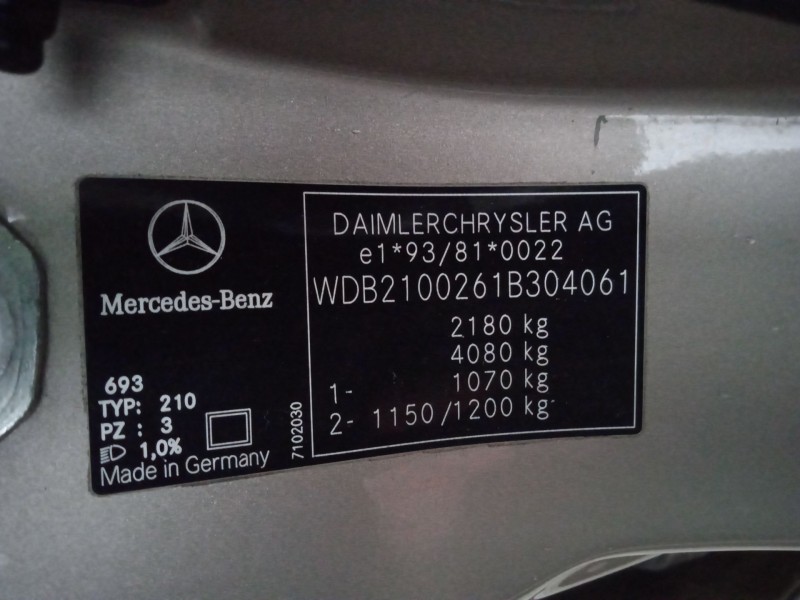 Mercedes-Benz
693
TYP: 210
PZ : 3
1,0%
Made in Germany
7102030
DAIMLERCHRYSLER AG
e1*93/81*0022
WDB2100261B304061
2180 kg
4080 kg
1- 1070 kg
2- 1150/1200 kg